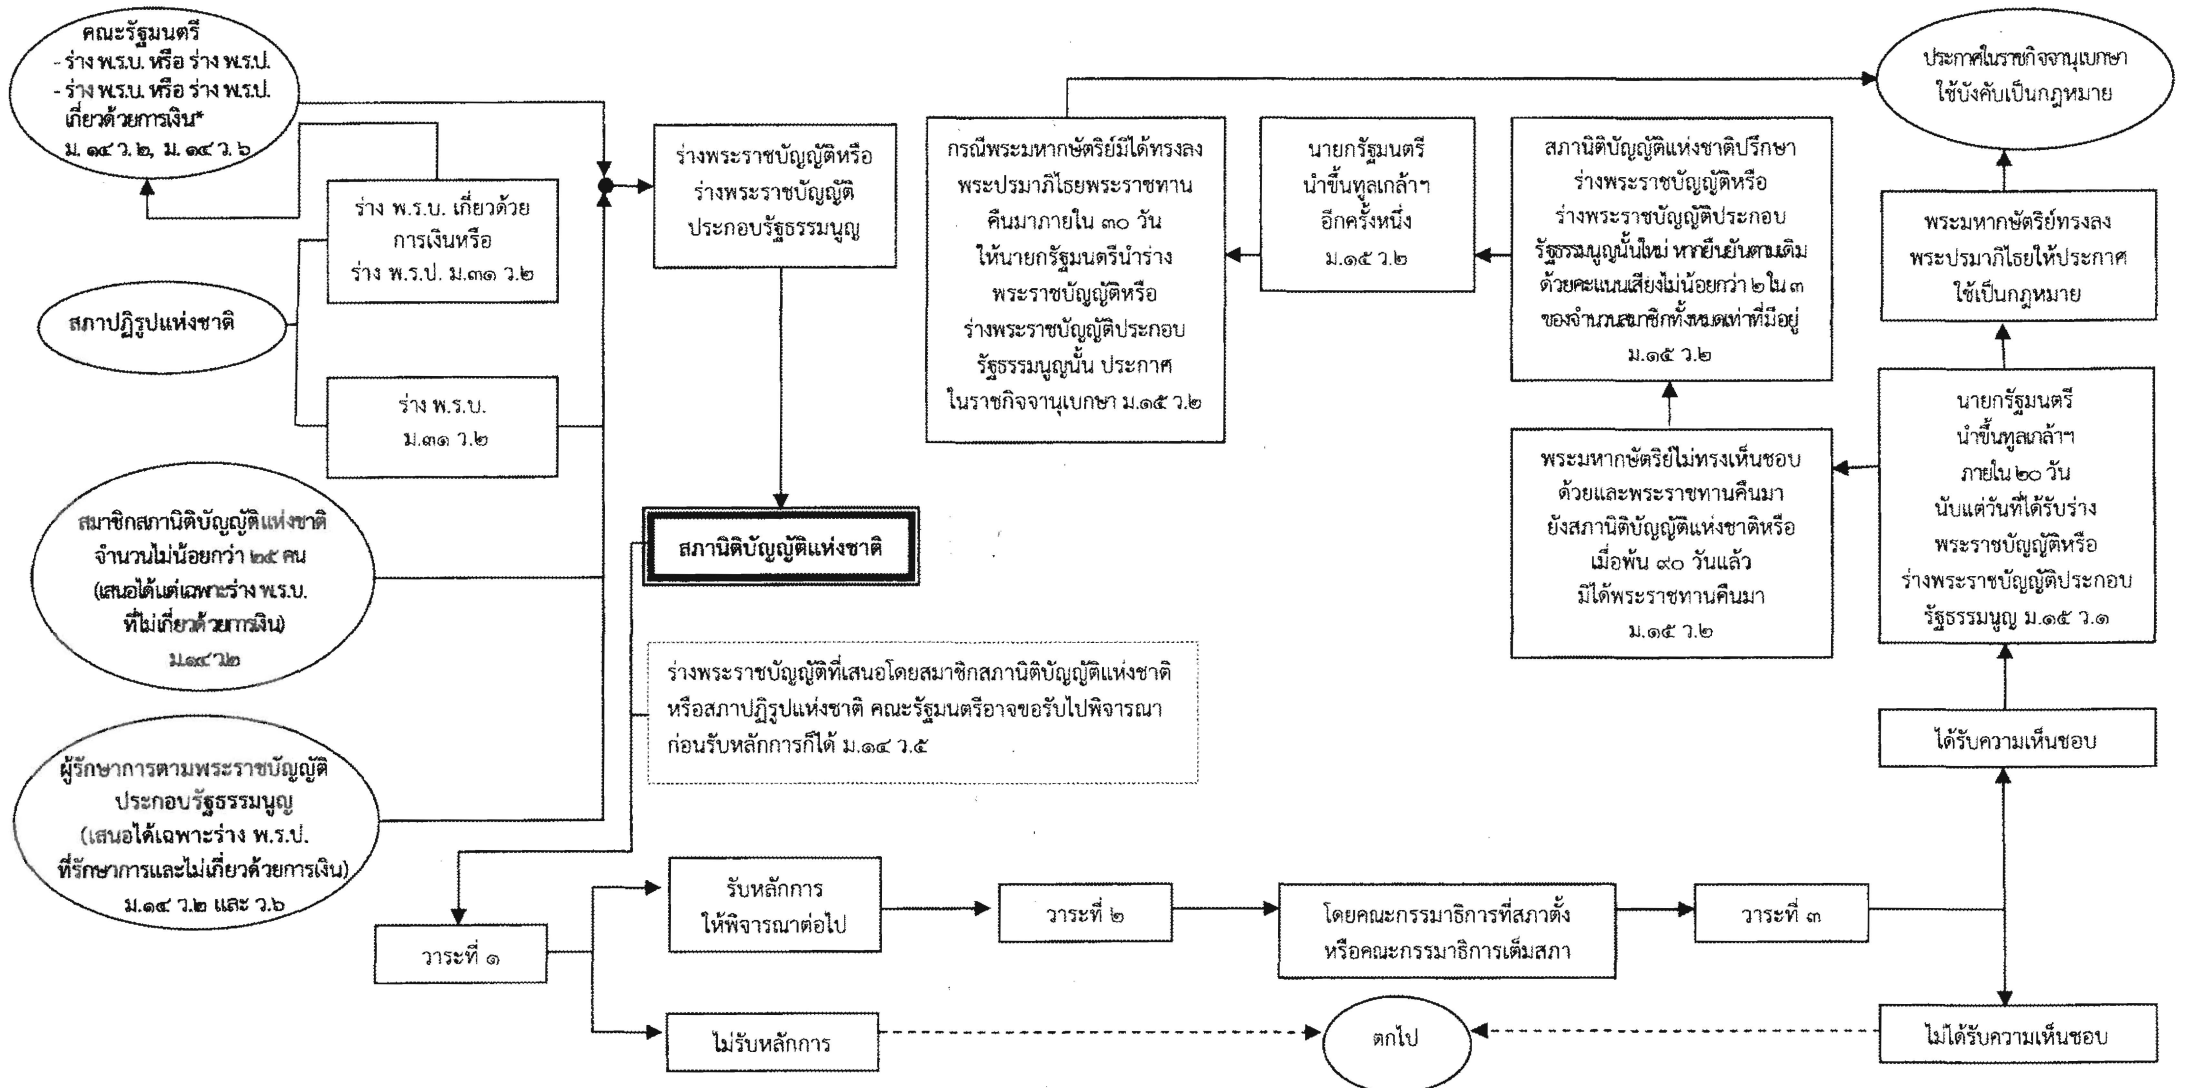 คณะรัฐมนตรี
- ร่าง พ.ร.บ. หรือ ร่าง พ.ร.ป.
- ร่าง พ.ร.บ. หรือ ร่าง พ.ร.ป.
เกี่ยวด้วยการเงิน*
ม. ๑๔ ว. ๒, ม. ๑๔ ว. ๖
ร่าง พ.ร.บ. เกี่ยวด้วย
การเงินหรือ
ร่าง พ.ร.ป. ม.๓๑ ว.๒
สภาปฏิรูปแห่งชาติ
ร่าง พ.ร.บ.
ม.๓๑ ว.๒
สมาชิกสภานิติบัญญัติแห่งชาติ
จำนวนไม่น้อยกว่า ๒๕ คน
(เสนอได้แต่เฉพาะร่าง พ.ร.บ.
ที่ไม่เกี่ยวด้วยการเงิน)
ม.๑๔ ว๒
ผู้รักษาการตามพระราชบัญญัติ
ประกอบรัฐธรรมนูญ
(เสนอได้เฉพาะร่าง พ.ร.ป.
ที่รักษาการและไม่เกี่ยวด้วยการเงิน)
ม.๑๔ ว.๒ และ ว.๖
ร่างพระราชบัญญัติหรือ
ร่างพระราชบัญญัติ
ประกอบรัฐธรรมนูญ
สภานิติบัญญัติแห่งชาติ
ร่างพระราชบัญญัติที่เสนอโดยสมาชิกสภานิติบัญญัติแห่งชาติ
หรือสภาปฏิรูปแห่งชาติ คณะรัฐมนตรีอาจขอรับไปพิจารณา
ก่อนรับหลักการก็ได้ ม.๑๔ ว.๕
วาระที่ ๑
รับหลักการ
ให้พิจารณาต่อไป
ไม่รับหลักการ
วาระที่ ๒
โดยคณะกรรมาธิการที่สภาตั้ง
หรือคณะกรรมาธิการเต็มสภา
วาระที่ ๓
ตกไป
ไม่ได้รับความเห็นชอบ
ได้รับความเห็นชอบ
นายกรัฐมนตรี
นำขึ้นทูลเกล้าฯ
ภายใน ๒๐ วัน
นับแต่วันที่ได้รับร่าง
พระราชบัญญัติหรือ
ร่างพระราชบัญญัติประกอบ
รัฐธรรมนูญ ม.๑๕ ว.๑
พระมหากษัตริย์ทรงลง
พระปรมาภิไธยให้ประกาศ
ใช้เป็นกฎหมาย
ประกาศในราชกิจจานุเบกษา
ใช้บังคับเป็นกฎหมาย
พระมหากษัตริย์ไม่ทรงเห็นชอบ
ด้วยและพระราชทานคืนมา
ยังสภานิติบัญญัติแห่งชาติหรือ
เมื่อพ้น ๙๐ วันแล้ว
มิได้พระราชทานคืนมา
ม.๑๕ ว.๒
สภานิติบัญญัติแห่งชาติปรึกษา
ร่างพระราชบัญญัติหรือ
ร่างพระราชบัญญัติประกอบ
รัฐธรรมนูญนั้นใหม่ หากยืนยันตามเดิม
ด้วยคะแนนเสียงไม่น้อยกว่า ๒ ใน ๓
ของจำนวนสมาชิกทั้งหมดเท่าที่มีอยู่
ม.๑๕ ว.๒
นายกรัฐมนตรี
นำขึ้นทูลเกล้าฯ
อีกครั้งหนึ่ง
ม.๑๕ ว.๒
กรณีพระมหากษัตริย์มิได้ทรงลง
พระปรมาภิไธยพระราชทาน
คืนมาภายใน ๓๐ วัน
ให้นายกรัฐมนตรีนำร่าง
พระราชบัญญัติหรือ
ร่างพระราชบัญญัติประกอบ
รัฐธรรมนูญนั้น ประกาศ
ในราชกิจจานุเบกษา ม.๑๕ ว.๒